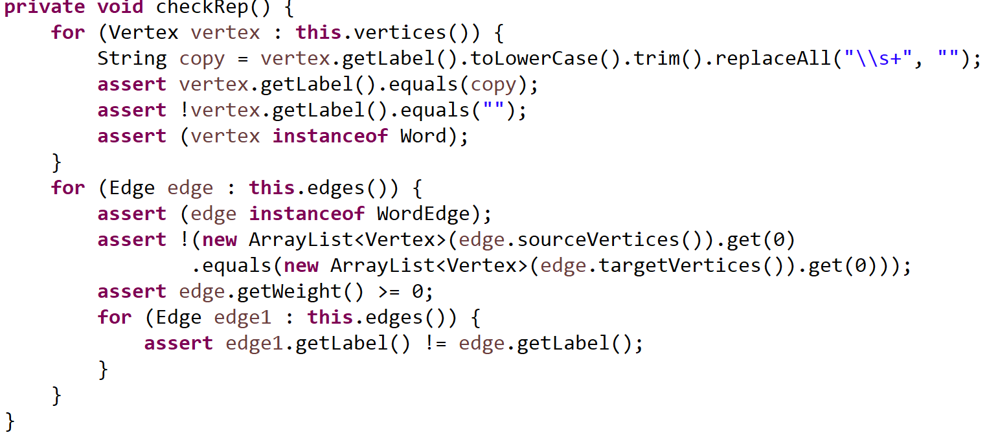 private void checkRep() {
    for (Vertex vertex : this.vertices()) {
        String copy = vertex.getLabel().toLowerCase().trim().replaceAll("\\s+", "");
        assert vertex.getLabel().equals(copy);
        assert !vertex.getLabel().equals("");
        assert (vertex instanceof Word);
    }
    for (Edge edge : this.edges()) {
        assert (edge instanceof WordEdge);
        assert !(new ArrayList<Vertex>(edge.sourceVertices()).get(0)
                .equals(new ArrayList<Vertex>(edge.targetVertices()).get(0)));
        assert edge.getWeight() >= 0;
        for (Edge edge1 : this.edges()) {
            assert edge1.getLabel() != edge.getLabel();
        }
    }
}